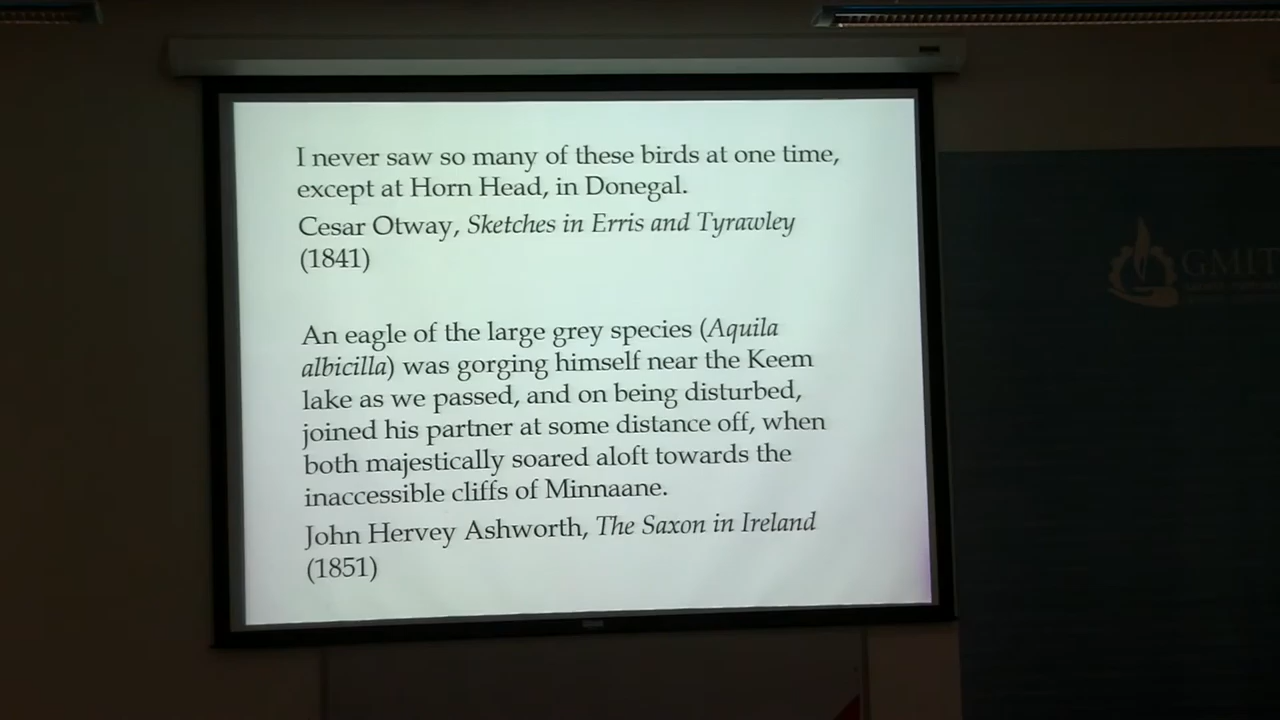 I never saw so many of these birds at one time,
except at Horn Head, in Donegal.
Cesar Otway, Sketches in Erris and Tyrawley
(1841)
An eagle of the large grey species (Aquila
albicilla) was gorging himself near the Keem
lake as we passed, and on being disturbed,
joined his partner at some distance off, when
both majestically soared aloft towards the
inaccessible cliffs of Minnaane.
John Hervey Ashworth, The Saxon in Ireland
(1851)
GMIT